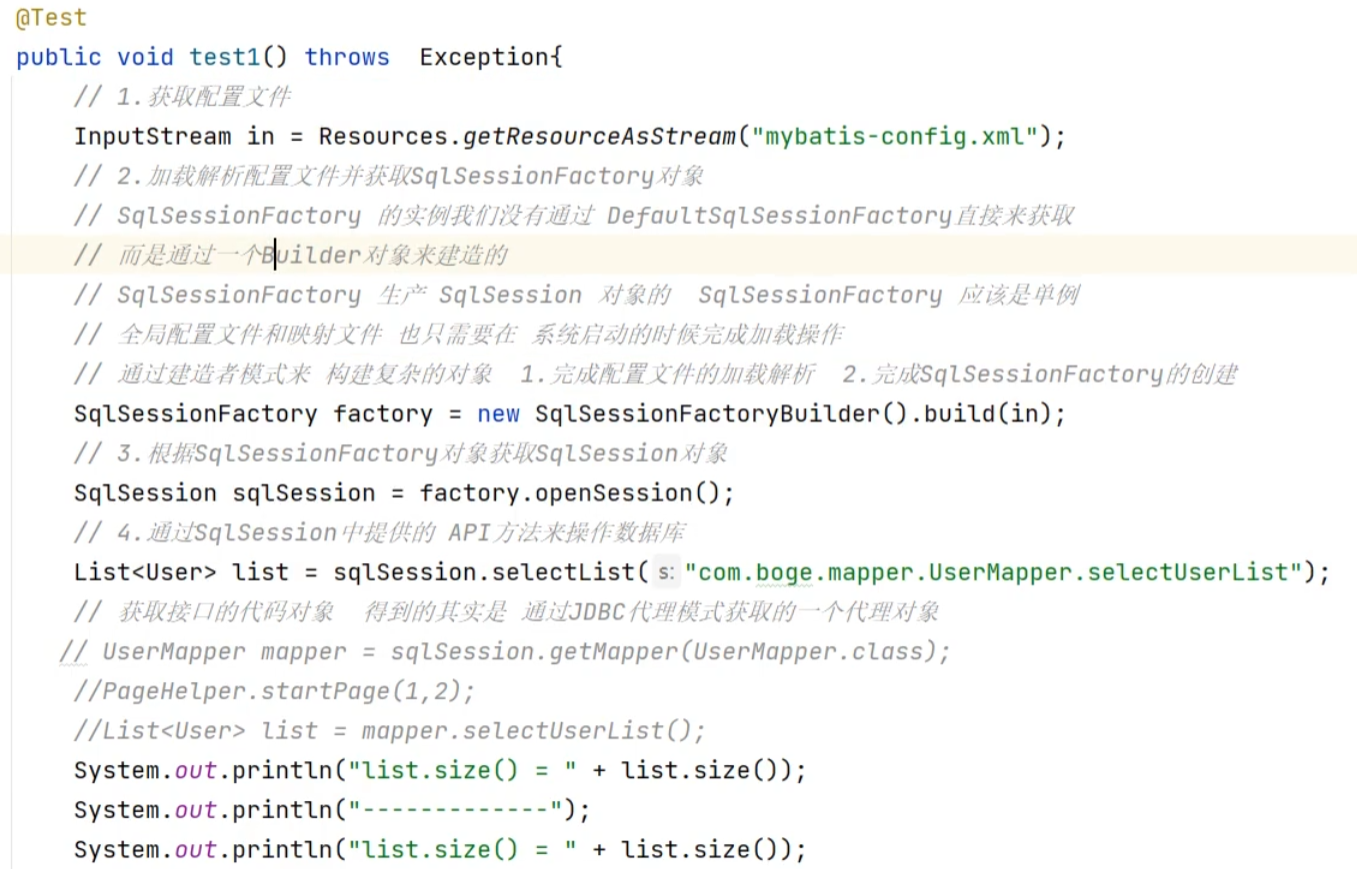 @Test
public void test1() throws  Exception{
// 1.获取配置文件
InputStream in = Resources.getResourceAsStream("mybatis-config.xml");
// 2.加载解析配置文件并获取SqlSessionFactory对象
// SqlSessionFactory 的实例我们没有通过 DefaultSqlSessionFactory直接来获取
// 而是通过一个Builder对象来建造的
// SqlSessionFactory 生产 SqlSession 对象的  SqlSessionFactory 应该是单例
// 全局配置文件和映射文件 也只需要在 系统启动的时候完成加载操作
// 通过建造者模式来 构建复杂的对象  1.完成配置文件的加载解析  2.完成SqlSessionFactory的创建
SqlSessionFactory factory = new SqlSessionFactoryBuilder().build(in);
// 3.根据SqlSessionFactory对象获取SqlSession对象
SqlSession sqlSession = factory.openSession();
// 4.通过SqlSession中提供的 API方法来操作数据库
List<User> list = sqlSession.selectList( s: "com.boge.mapper.UserMapper.selectUserList");
// 获取接口的代码对象  得到的其实是 通过JDBC代理模式获取的一个代理对象
// UserMapper mapper = sqlSession.getMapper(UserMapper.class);
//PageHelper.startPage(1,2);
//List<User> list = mapper.selectUserList();
System.out.println("list.size() = " + list.size());
System.out.println("-------------");
System.out.println("list.size() = " + list.size());